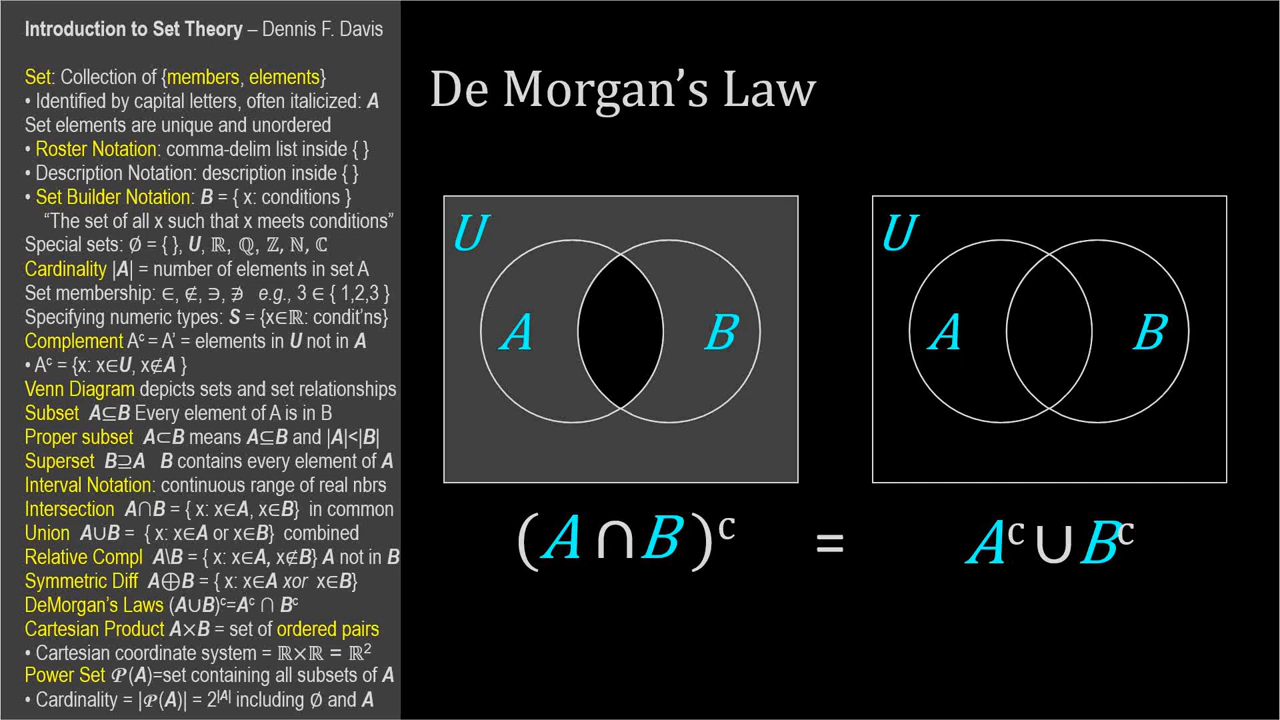 Introduction to Set Theory – Dennis F. Davis
Set: Collection of {members, elements}
• Identified by capital letters, often italicized: A
Set elements are unique and unordered
• Roster Notation: comma-delim list inside { }
• Description Notation: description inside { }
• Set Builder Notation: B = { x: conditions }
“The set of all x such that x meets conditions”
Special sets: ∅ = { }, U, ℝ, ℚ, ℤ, ℕ, ℂ
Cardinality |A| = number of elements in set A
Set membership: ∈, ∉, ∋, ∌ e.g., 3 ∈ { 1,2,3 }
Specifying numeric types: S = {x∈ℝ: condit’ns}
Complement Aᶜ = A’ = elements in U not in A
• Aᶜ = {x: x∈U, x∉A }
Venn Diagram depicts sets and set relationships
Subset A⊆B Every element of A is in B
Proper subset A⊂B means A⊆B and |A|<|B|
Superset B⊇A B contains every element of A
Interval Notation: continuous range of real nbrs
Intersection A∩B = { x: x∈A, x∈B} in common
Union A∪B = { x: x∈A or x∈B} combined
Relative Compl A\B = { x: x∈A, x∉B} A not in B
Symmetric Diff A⊕B = { x: x∈A xor x∈B}
DeMorgan’s Laws (A∪B)ᶜ=Aᶜ ∩ Bᶜ
Cartesian Product A×B = set of ordered pairs
• Cartesian coordinate system = ℝ×ℝ = ℝ²
Power Set 𝒫(A)=set containing all subsets of A
• Cardinality = |𝒫(A)| = 2^|A| including ∅ and A
De Morgan’s Law
U
A B
U
A B
(A ∩ B)ᶜ = Aᶜ ∪ Bᶜ